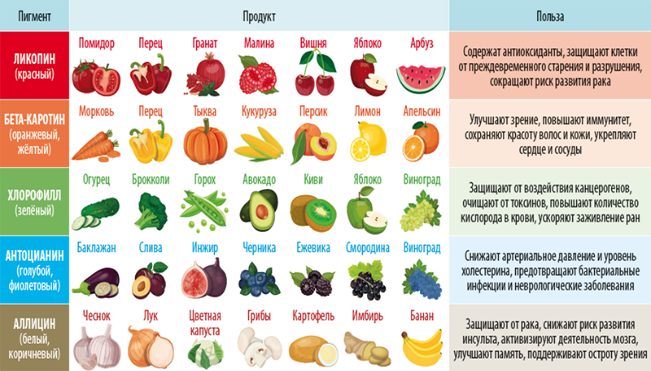 Пигмент Продукт Польза
ЛИКОПИН
(красный)
Помидор Перец Гранат Малина Вишня Яблоко Арбуз
Содержат антиоксиданты, защищают клетки
от преждевременного старения и разрушения,
сокращают риск развития рака
БЕТА-КАРОТИН
(оранжевый,
жёлтый)
Морковь Перец Тыква Кукуруза Персик Лимон Апельсин
Улучшают зрение, повышают иммунитет,
сохраняют красоту волос и кожи, укрепляют
сердце и сосуды
ХЛОРОФИЛЛ
(зелёный)
Огурец Брокколи Горох Авокадо Киви Яблоко Виноград
Защищают от воздействия канцерогенов,
очищают от токсинов, повышают количество
кислорода в крови, ускоряют заживление ран
АНТОЦИАНИН
(голубой,
фиолетовый)
Баклажан Слива Инжир Черника Ежевика Смородина Виноград
Снижают артериальное давление и уровень
холестерина, предотвращают бактериальные
инфекции и неврологические заболевания
АЛЛИЦИН
(белый,
коричневый)
Чеснок Лук Цветная
капуста Грибы Картофель Имбирь Банан
Защищают от рака, снижают риск развития
инсульта, активизируют деятельность мозга,
улучшают память, поддерживают остроту зрения